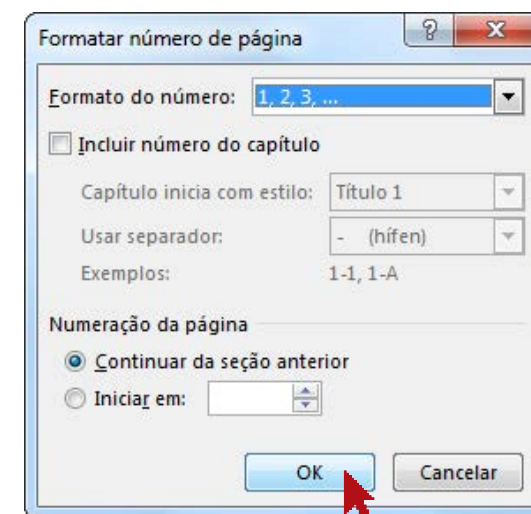 Formatar número de página
Formato do número: 1, 2, 3, ...
Incluir número do capítulo
Capítulo inicia com estilo: Título 1
Usar separador: - (hífen)
Exemplos: 1-1, 1-A
Numeração da página
Continuar da seção anterior
Iniciar em:
OK Cancelar